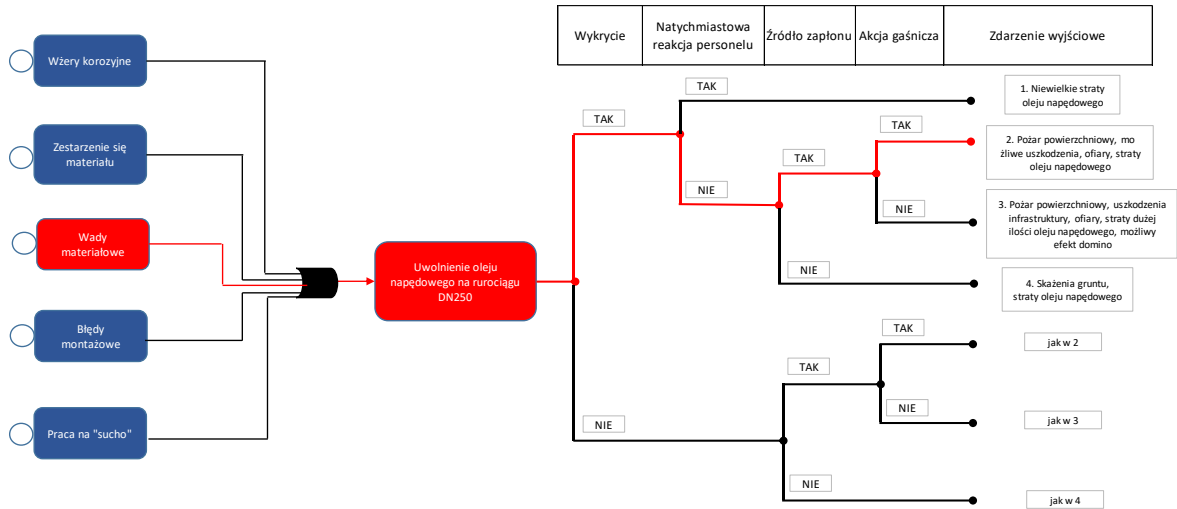 Wykrycie
Natychmiastowa
reakcja personelu
Źródło zapłonu
Akcja gaśnicza
Zdarzenie wyjściowe
Wżery korozyjne
Zestarzenie się
materiału
Wady
materiałowe
Błędy
montażowe
Praca na "sucho"
Uwolnienie oleju
napędowego na rurociągu
DN250
TAK
TAK
1. Niewielkie straty
oleju napędowego
NIE
TAK
TAK
2. Pożar powierzchniowy, mo
żliwe uszkodzenia, ofiary, straty
oleju napędowego
NIE
3. Pożar powierzchniowy, uszkodzenia
infrastruktury, ofiary, straty dużej
ilości oleju napędowego, możliwy
efekt domino
NIE
4. Skażenia gruntu,
straty oleju napędowego
NIE
TAK
TAK
jak w 2
NIE
jak w 3
NIE
jak w 4